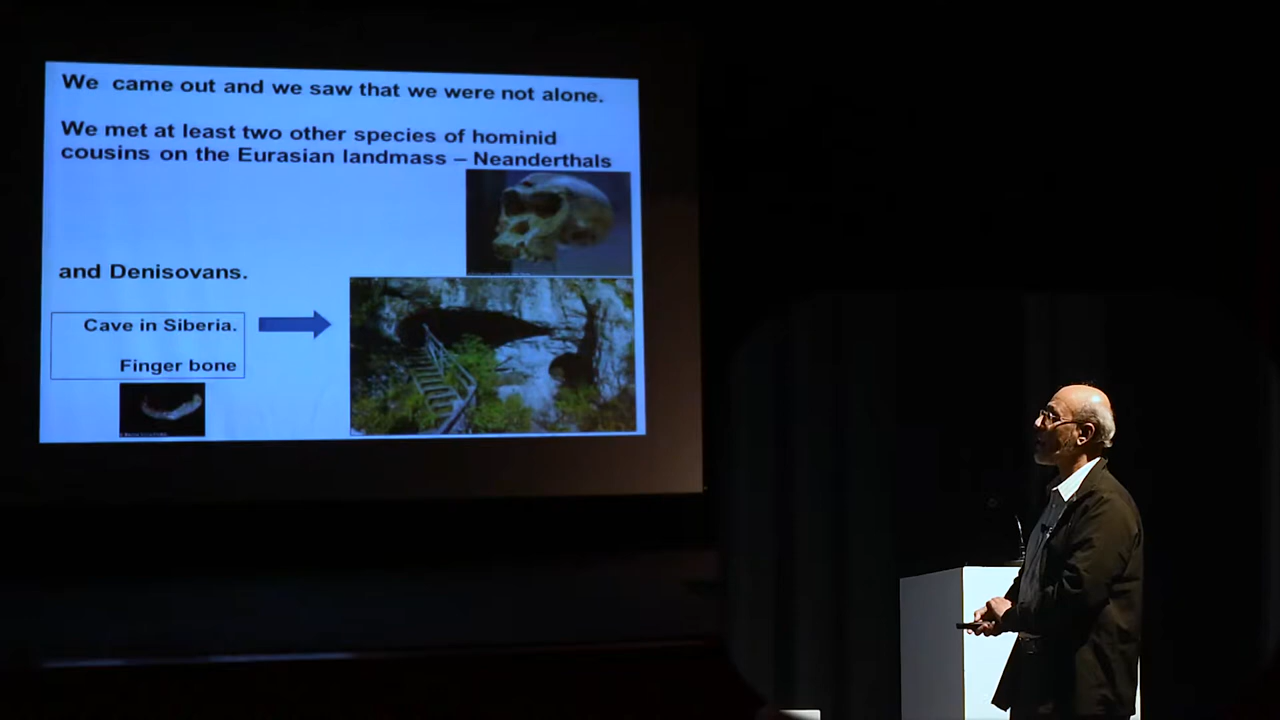 We came out and we saw that we were not alone.
We met at least two other species of hominid
cousins on the Eurasian landmass – Neanderthals
and Denisovans.
Cave in Siberia.
Finger bone